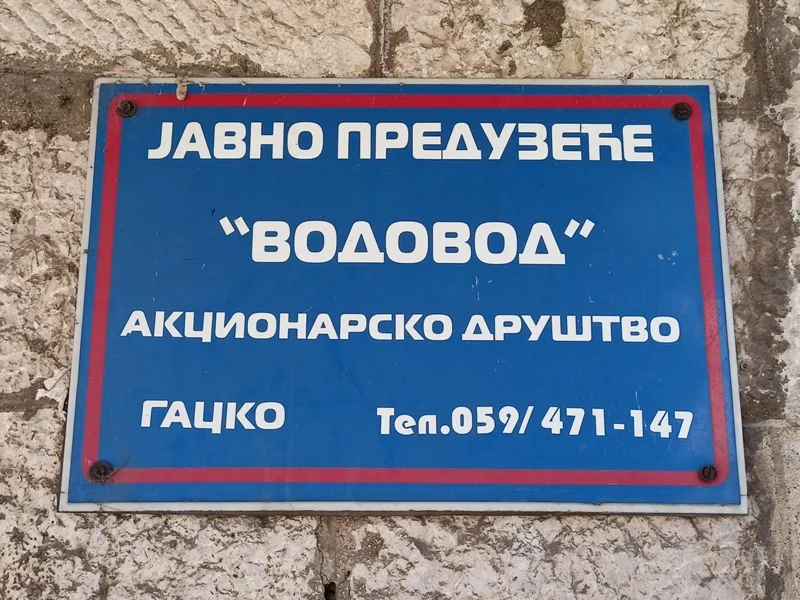 ЈАВНО ПРЕДУЗЕЋЕ
"ВОДОВОД"
АКЦИОНАРСКО ДРУШТВО
ГАЦКО Тел.059/471-147